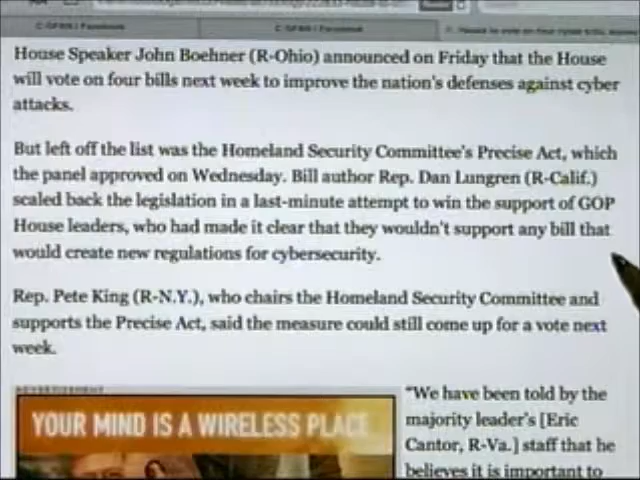 House Speaker John Boehner (R-Ohio) announced on Friday that the House
will vote on four bills next week to improve the nation's defenses against cyber
attacks.
But left off the list was the Homeland Security Committee's Precise Act, which
the panel approved on Wednesday. Bill author Rep. Dan Lungren (R-Calif.)
scaled back the legislation in a last-minute attempt to win the support of GOP
House leaders, who had made it clear that they wouldn't support any bill that
would create new regulations for cybersecurity.
Rep. Pete King (R-N.Y.), who chairs the Homeland Security Committee and
supports the Precise Act, said the measure could still come up for a vote next
week.
ADVERTISEMENT
YOUR MIND IS A WIRELESS PLACE
"We have been told by the
majority leader's [Eric
Cantor, R-Va.] staff that he
believes it is important to